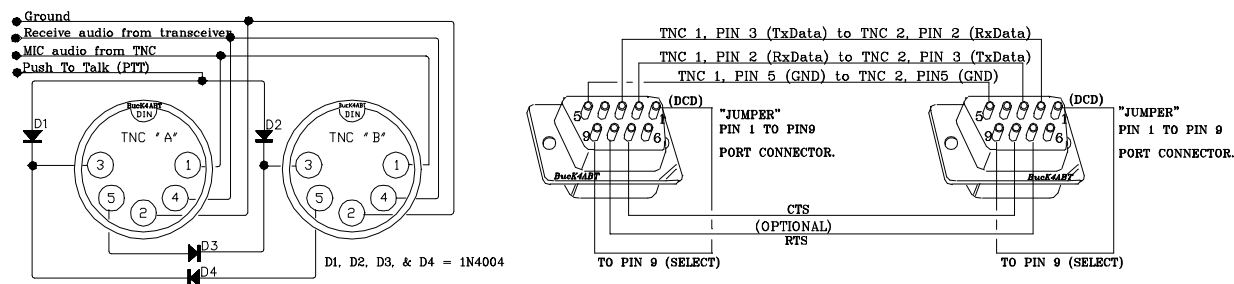 Ground
Receive audio from transceiver
MIC audio from TNC
Push To Talk (PTT)
D1
BucK4ABT
DIN
TNC "A"
3
1
5
4
2
D2
BucK4ABT
DIN
TNC "B"
3
1
5
4
2
D3
D4
D1, D2, D3, & D4 = 1N4004
TNC 1, PIN 3 (TxData) to TNC 2, PIN 2 (RxData)
TNC 1, PIN 2 (RxData) to TNC 2, PIN 3 (TxData)
TNC 1, PIN 5 (GND) to TNC 2, PIN5 (GND)
(DCD)
5
1
9
6
BucK4ABT
"JUMPER"
PIN 1 TO PIN9
PORT CONNECTOR.
(DCD)
5
1
9
6
BucK4ABT
"JUMPER"
PIN 1 TO PIN 9
PORT CONNECTOR.
CTS
(OPTIONAL)
RTS
TO PIN 9 (SELECT)
TO PIN 9 (SELECT)